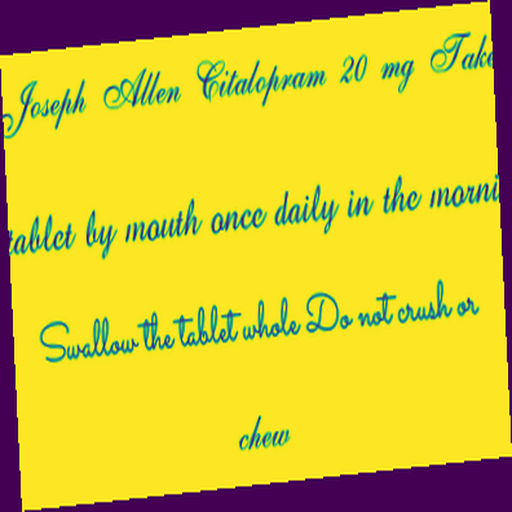 Joseph Allen Citalopram 20 mg Take
tablet by mouth once daily in the morni
Swallow the tablet whole Do not crush or
chew